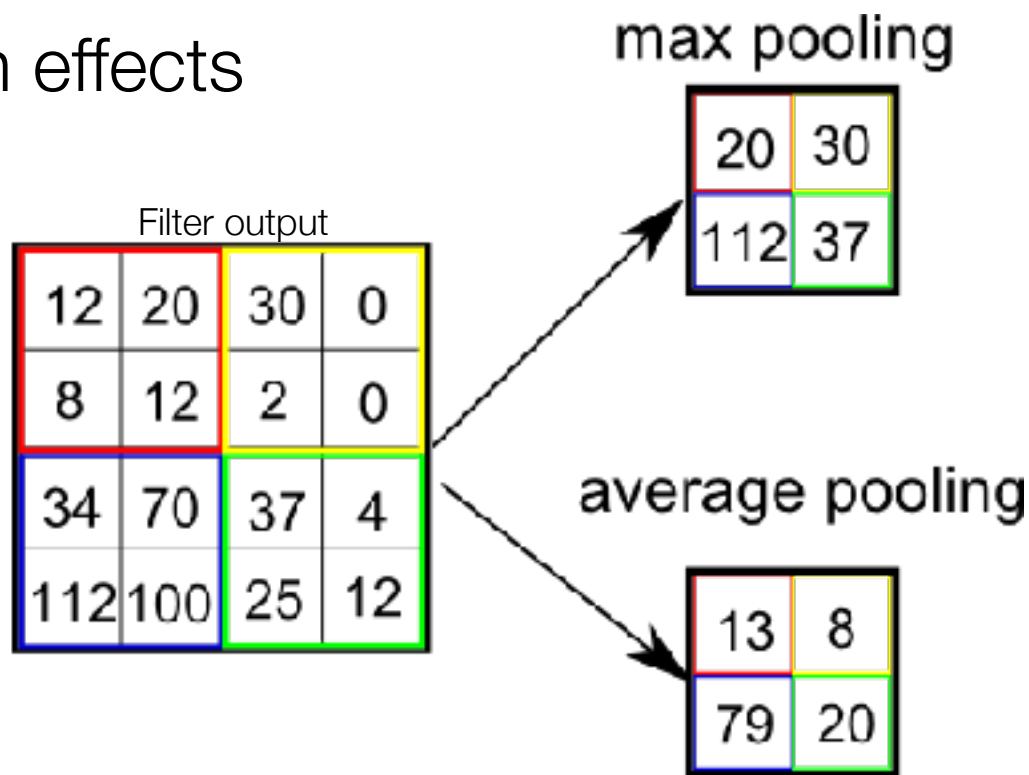 effects
max pooling
20 30
112 37
Filter output
12 20 30 0
8 12 2 0
34 70 37 4
112 100 25 12
average pooling
13 8
79 20